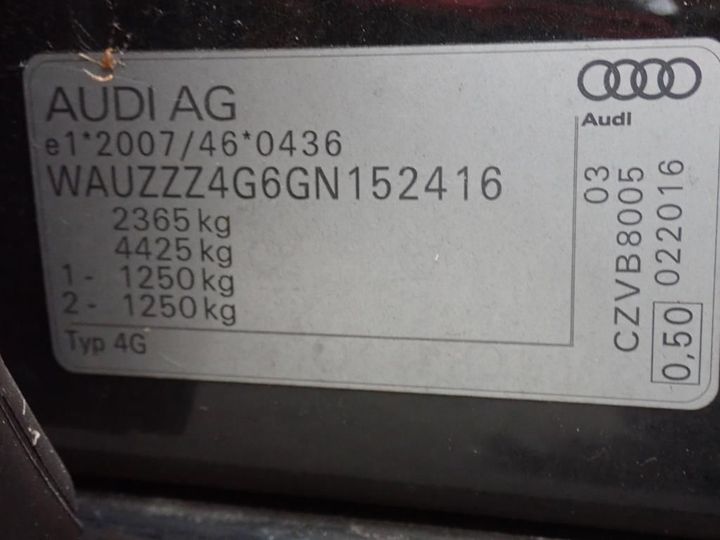 AUDI AG
e1*2007/46*0436
WAUZZZ4G6GN152416
2365 kg
4425 kg
1 - 1250 kg
2 - 1250 kg
Typ 4G
Audi
03
CZVB8005
0,50 022016